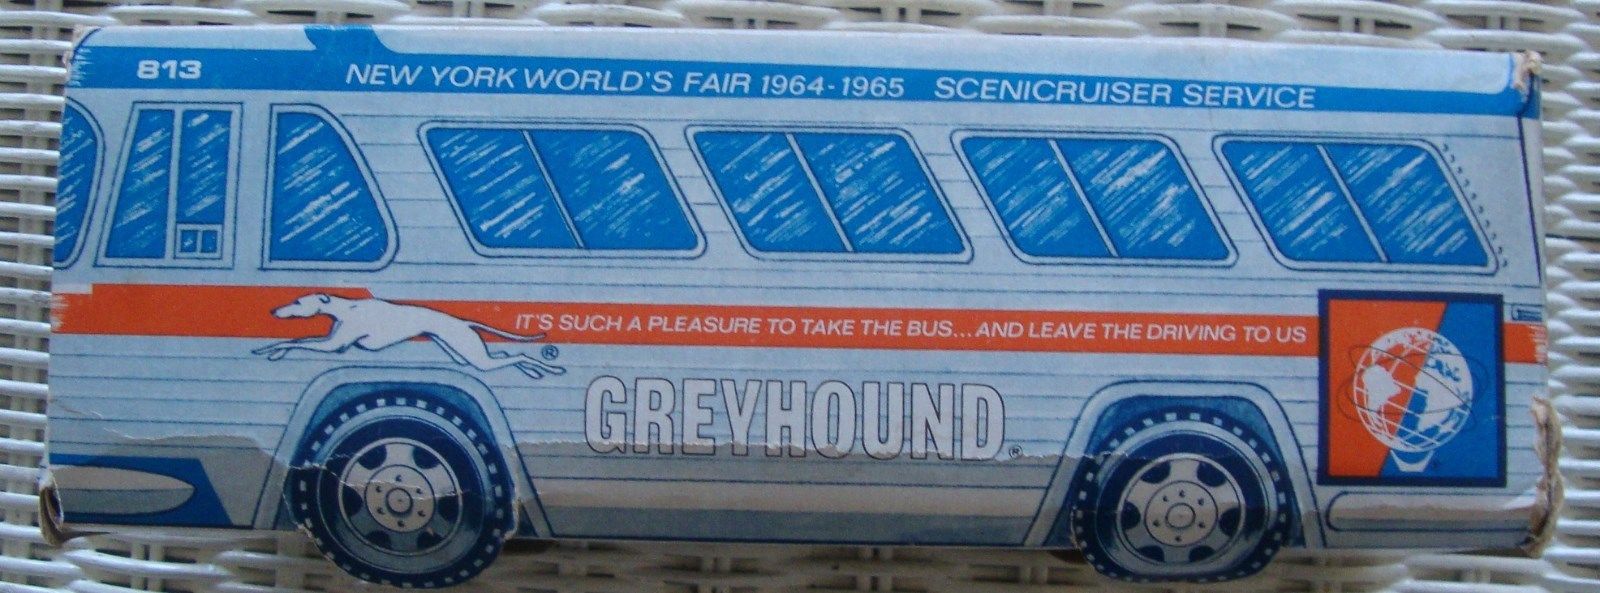 813 NEW YORK WORLD'S FAIR 1964-1965 SCENICRUISER SERVICE
IT'S SUCH A PLEASURE TO TAKE THE BUS...AND LEAVE THE DRIVING TO US
®
GREYHOUND®